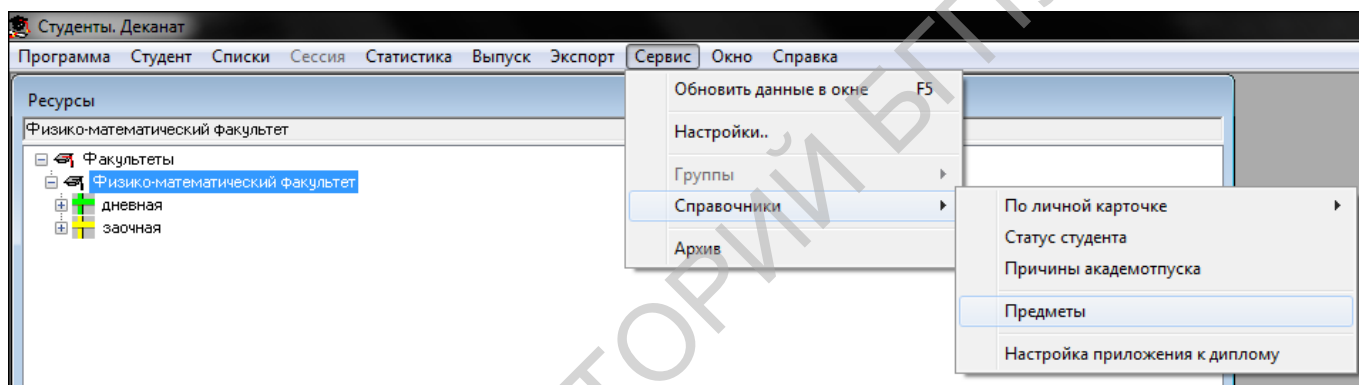 Студенты. Деканат
Программа Студент Списки Сессия Статистика Выпуск Экспорт Сервис Окно Справка
Ресурсы
Физико-математический факультет
Факультеты
Физико-математический факультет
дневная
заочная
Обновить данные в окне F5
Настройки..
Группы
Справочники
Архив
По личной карточке
Статус студента
Причины академотпуска
Предметы
Настройка приложения к диплому